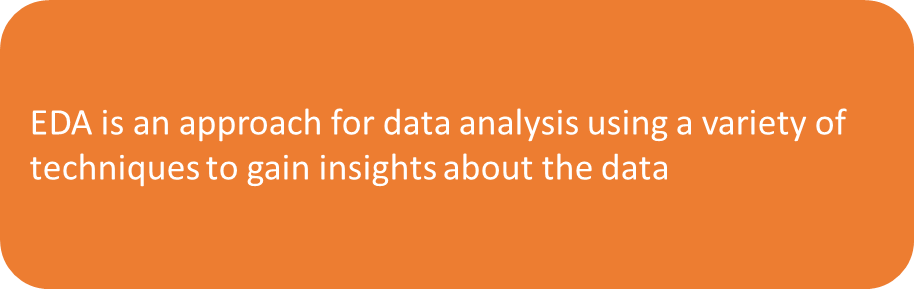 EDA is an approach for data analysis using a variety of
techniques to gain insights about the data